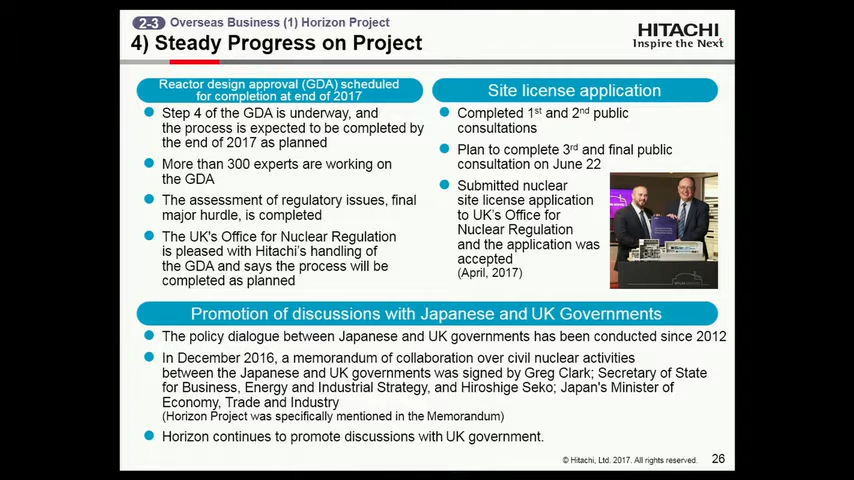 2-3 Overseas Business (1) Horizon Project
4) Steady Progress on Project
HITACHI
Inspire the Next
Reactor design approval (GDA) scheduled
for completion at end of 2017
Step 4 of the GDA is underway, and
the process is expected to be completed by
the end of 2017 as planned
More than 300 experts are working on
the GDA
The assessment of regulatory issues, final
major hurdle, is completed
The UK's Office for Nuclear Regulation
is pleased with Hitachi's handling of
the GDA and says the process will be
completed as planned
Site license application
Completed 1st and 2nd public
consultations
Plan to complete 3rd and final public
consultation on June 22
Submitted nuclear
site license application
to UK's Office for
Nuclear Regulation
and the application was
accepted
(April, 2017)
Promotion of discussions with Japanese and UK Governments
The policy dialogue between Japanese and UK governments has been conducted since 2012
In December 2016, a memorandum of collaboration over civil nuclear activities
between the Japanese and UK governments was signed by Greg Clark; Secretary of State
for Business, Energy and Industrial Strategy, and Hiroshige Seko; Japan's Minister of
Economy, Trade and Industry
(Horizon Project was specifically mentioned in the Memorandum)
Horizon continues to promote discussions with UK government.
© Hitachi, Ltd. 2017. All rights reserved. 26